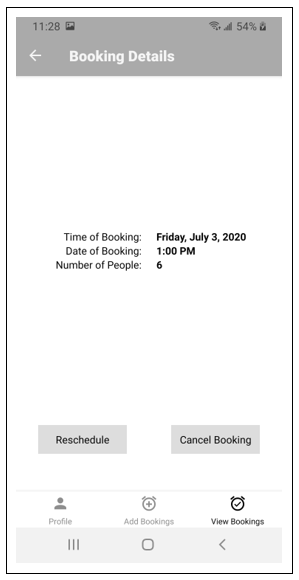 11:28 54%
Booking Details
Time of Booking: Friday, July 3, 2020
Date of Booking: 1:00 PM
Number of People: 6
Reschedule Cancel Booking
Profile Add Bookings View Bookings